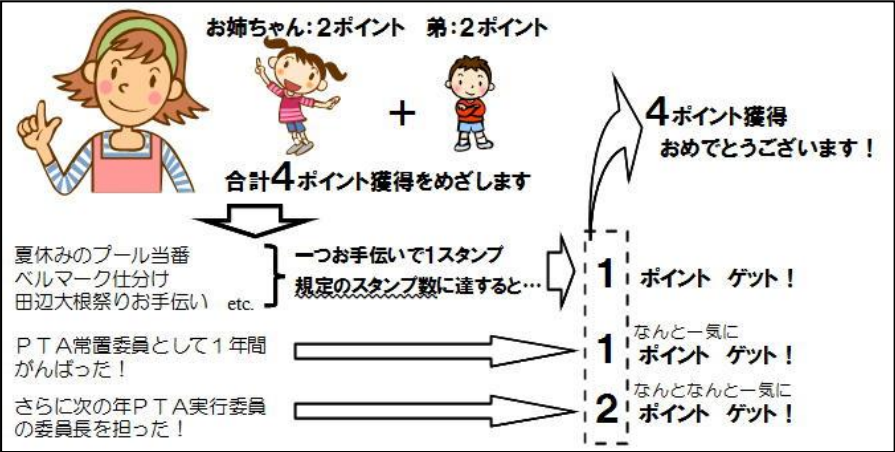 お姉ちゃん:2ポイント 弟:2ポイント
+
合計4ポイント獲得をめざします
4ポイント獲得
おめでとうございます!
夏休みのプール当番
ベルマーク仕分け
田辺大根祭りお手伝い etc.
一つお手伝いで1スタンプ
規定のスタンプ数に達すると…
1 ポイント ゲット!
PTA常置委員として1年間
がんばった!
なんと一気に
1 ポイント ゲット!
さらに次の年PTA実行委員
の委員長を担った!
なんとなんと一気に
2 ポイント ゲット!